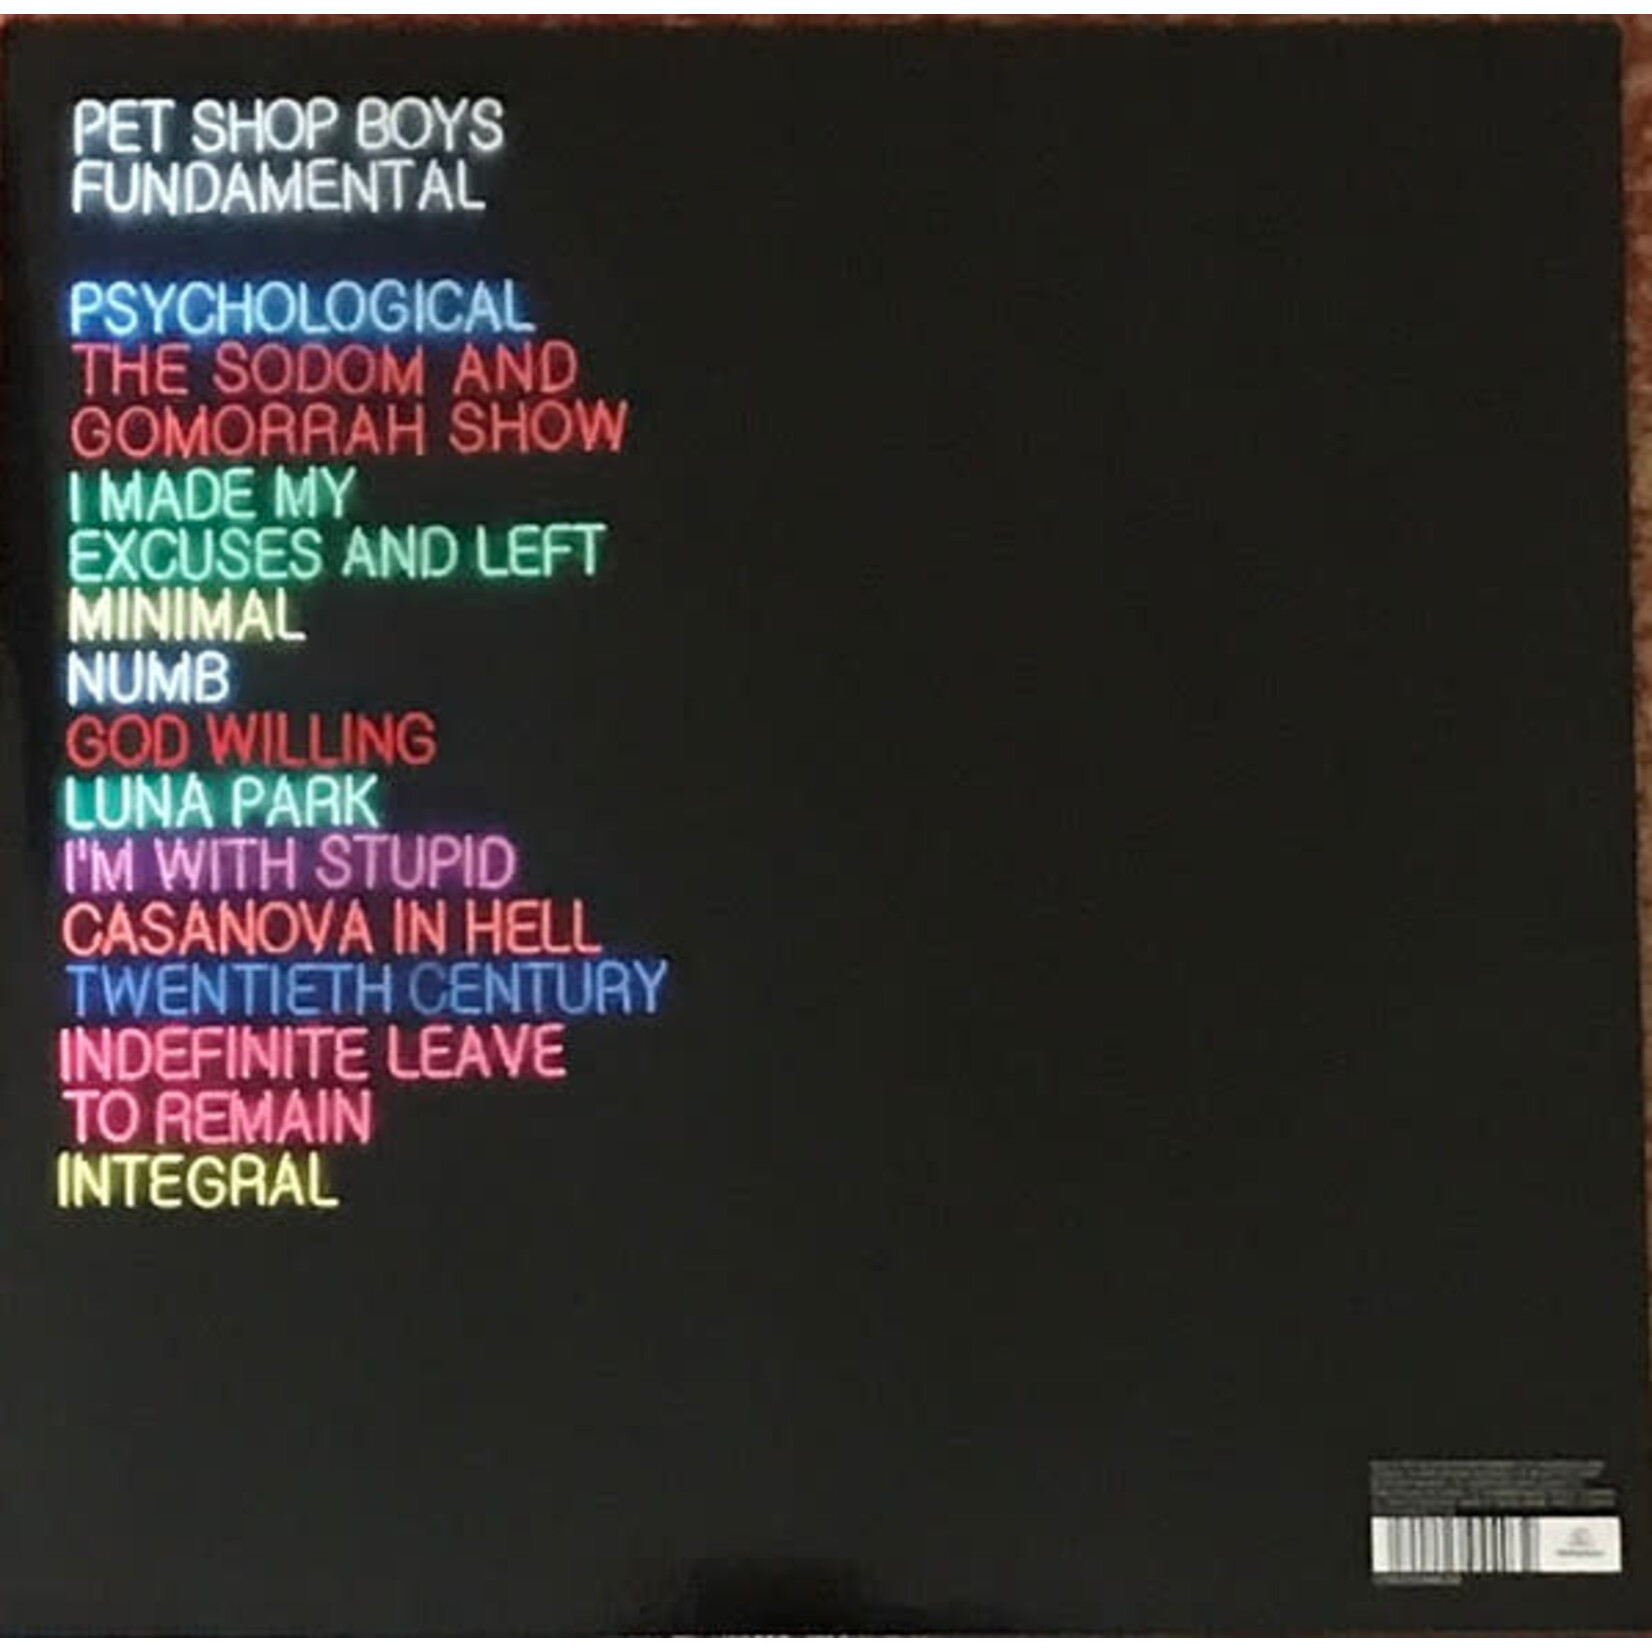 PET SHOP BOYS
FUNDAMENTAL
PSYCHOLOGICAL
THE SODOM AND
GOMORRAH SHOW
I MADE MY
EXCUSES AND LEFT
MINIMAL
NUMB
GOD WILLING
LUNA PARK
I'M WITH STUPID
CASANOVA IN HELL
TWENTIETH CENTURY
INDEFINITE LEAVE
TO REMAIN
INTEGRAL